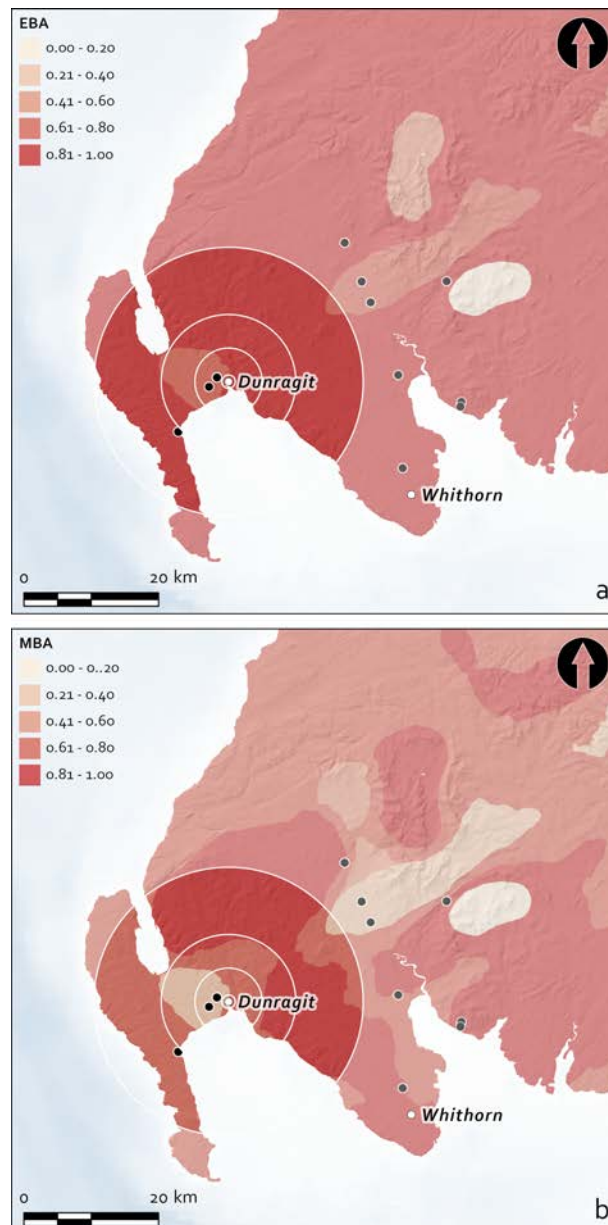 EBA
0.00 - 0.20
0.21 - 0.40
0.41 - 0.60
0.61 - 0.80
0.81 - 1.00
Dunragit
Whithorn
0 20 km
a
MBA
0.00 - 0..20
0.21 - 0.40
0.41 - 0.60
0.61 - 0.80
0.81 - 1.00
Dunragit
Whithorn
0 20 km
b